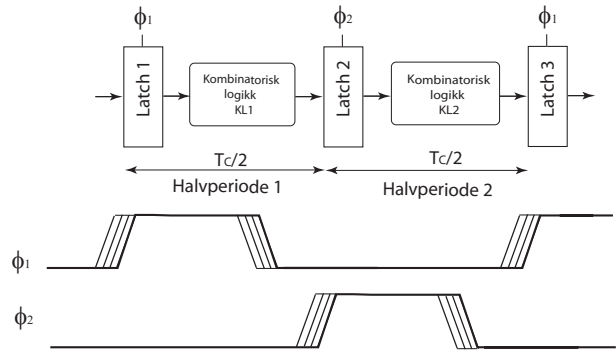 ϕ1 ϕ2 ϕ1
Latch 1
Kombinatorisk
logikk
KL1
Latch 2
Kombinatorisk
logikk
KL2
Latch 3
Tc/2 Tc/2
Halvperiode 1 Halvperiode 2
ϕ1
ϕ2